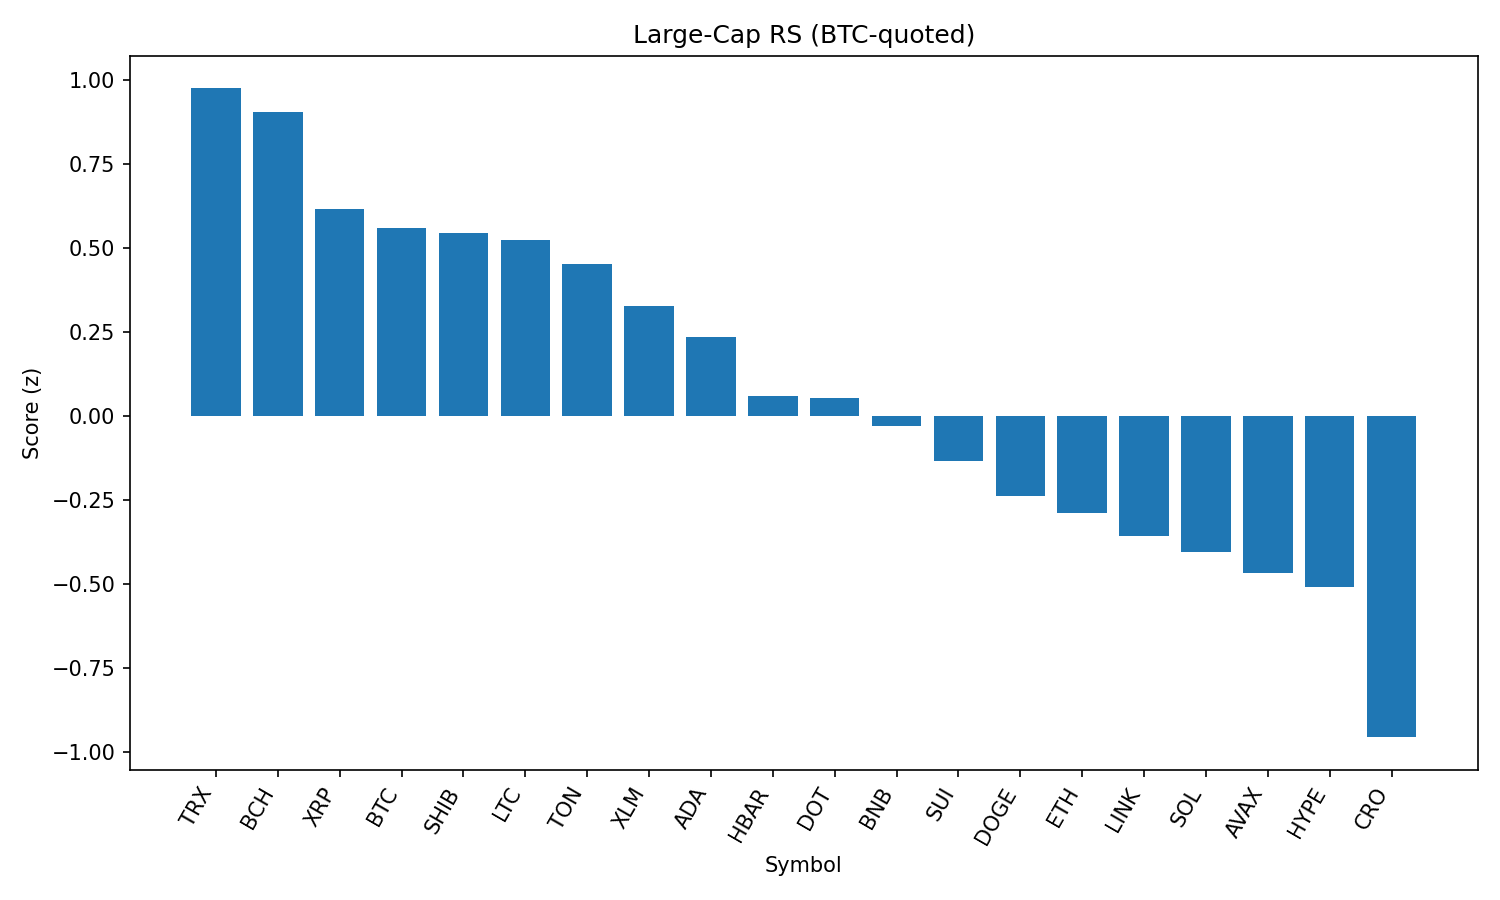 Large-Cap RS (BTC-quoted)
1.00
0.75
0.50
0.25
0.00
−0.25
−0.50
−0.75
−1.00
Score (z)
TRX
BCH
XRP
BTC
SHIB
LTC
TON
XLM
ADA
HBAR
DOT
BNB
SUI
DOGE
ETH
LINK
SOL
AVAX
HYPE
CRO
Symbol